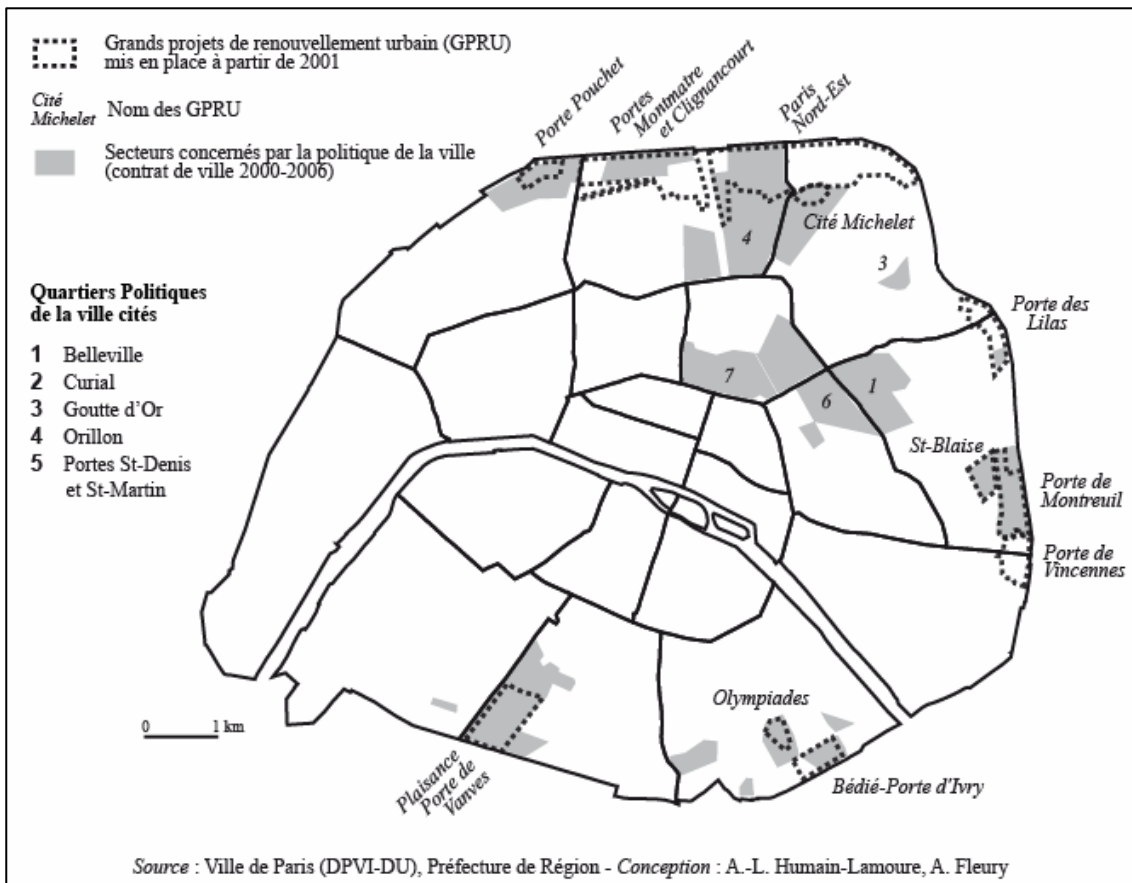 Grands projets de renouvellement urbain (GPRU)
mis en place à partir de 2001
Cité
Michelet
Nom des GPRU
Secteurs concernés par la politique de la ville
(contrat de ville 2000-2006)
Quartiers Politiques
de la ville cités
1 Belleville
2 Curial
3 Goutte d'Or
4 Orillon
5 Portes St-Denis
et St-Martin
Porte Pouchet
Portes
Montmatre
et Clignancourt
Paris
Nord-Est
Cité Michelet
4
3
Porte des
Lilas
7
6
1
St-Blaise
Porte de
Montreuil
Porte de
Vincennes
Olympiades
Bédié-Porte d'Ivry
Plaisance
Porte de
Vanves
0 1 km
Source : Ville de Paris (DPVI-DU), Préfecture de Région - Conception : A.-L. Humain-Lamoure, A. Fleury